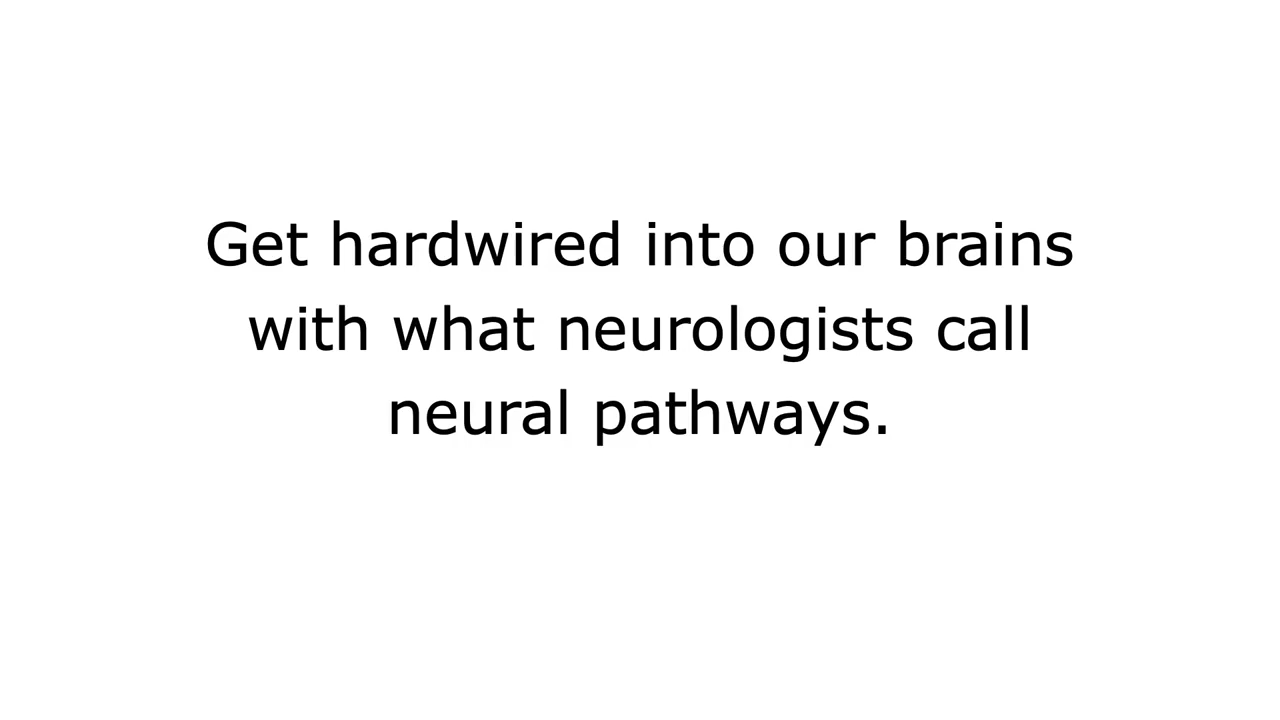 Get hardwired into our brains
with what neurologists call
neural pathways.